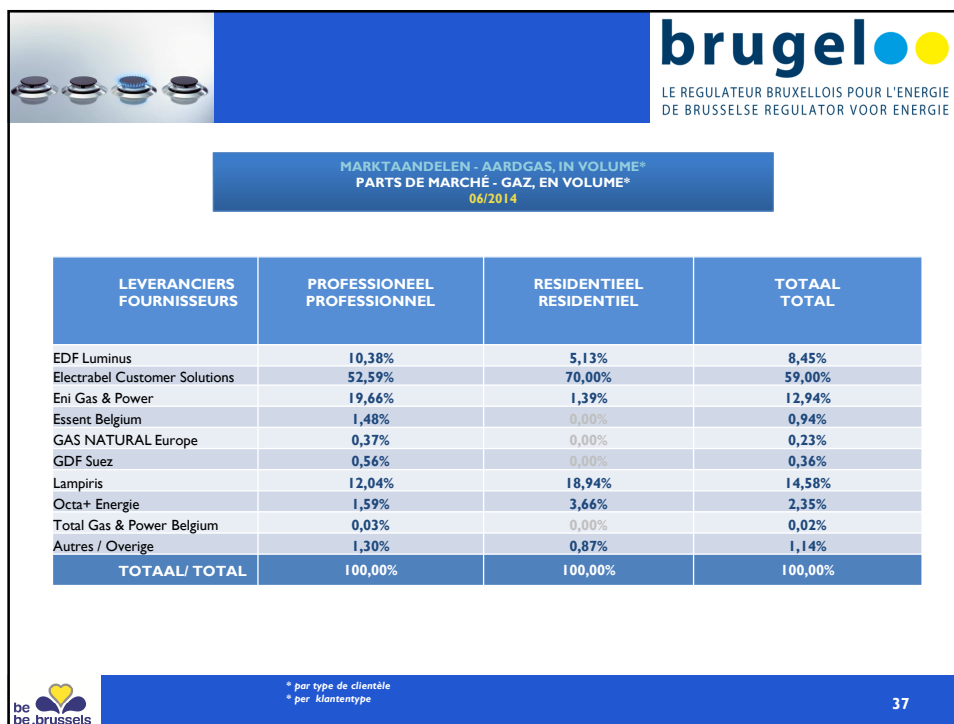 brugel
LE REGULATEUR BRUXELLOIS POUR L'ENERGIE
DE BRUSSELSE REGULATOR VOOR ENERGIE
MARKTAANDELEN - AARDGAS, IN VOLUME*
PARTS DE MARCHÉ - GAZ, EN VOLUME*
06/2014
LEVERANCIERS PROFESSIONEEL RESIDENTIEEL TOTAAL
FOURNISSEURS PROFESSIONNEL RESIDENTIEL TOTAL
EDF Luminus 10,38% 5,13% 8,45%
Electrabel Customer Solutions 52,59% 70,00% 59,00%
Eni Gas & Power 19,66% 1,39% 12,94%
Essent Belgium 1,48% 0,00% 0,94%
GAS NATURAL Europe 0,37% 0,00% 0,23%
GDF Suez 0,56% 0,00% 0,36%
Lampiris 12,04% 18,94% 14,58%
Octa+ Energie 1,59% 3,66% 2,35%
Total Gas & Power Belgium 0,03% 0,00% 0,02%
Autres / Overige 1,30% 0,87% 1,14%
TOTAAL/ TOTAL 100,00% 100,00% 100,00%
* par type de clientèle
* per klantentype
37
be
be.brussels